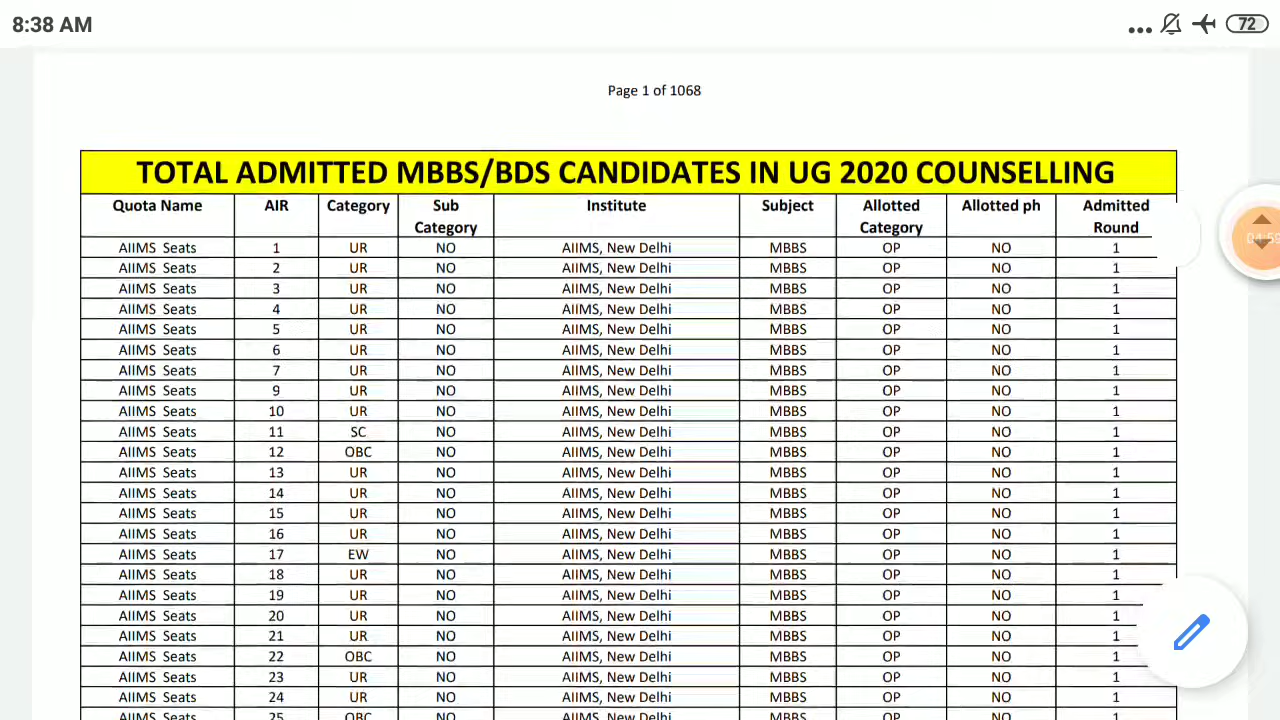 8:38 AM
72
Page 1 of 1068
TOTAL ADMITTED MBBS/BDS CANDIDATES IN UG 2020 COUNSELLING
Quota Name AIR Category Sub Category Institute Subject Allotted Category Allotted ph Admitted Round
AIIMS Seats 1 UR NO AIIMS, New Delhi MBBS OP NO 1
AIIMS Seats 2 UR NO AIIMS, New Delhi MBBS OP NO 1
AIIMS Seats 3 UR NO AIIMS, New Delhi MBBS OP NO 1
AIIMS Seats 4 UR NO AIIMS, New Delhi MBBS OP NO 1
AIIMS Seats 5 UR NO AIIMS, New Delhi MBBS OP NO 1
AIIMS Seats 6 UR NO AIIMS, New Delhi MBBS OP NO 1
AIIMS Seats 7 UR NO AIIMS, New Delhi MBBS OP NO 1
AIIMS Seats 9 UR NO AIIMS, New Delhi MBBS OP NO 1
AIIMS Seats 10 UR NO AIIMS, New Delhi MBBS OP NO 1
AIIMS Seats 11 SC NO AIIMS, New Delhi MBBS OP NO 1
AIIMS Seats 12 OBC NO AIIMS, New Delhi MBBS OP NO 1
AIIMS Seats 13 UR NO AIIMS, New Delhi MBBS OP NO 1
AIIMS Seats 14 UR NO AIIMS, New Delhi MBBS OP NO 1
AIIMS Seats 15 UR NO AIIMS, New Delhi MBBS OP NO 1
AIIMS Seats 16 UR NO AIIMS, New Delhi MBBS OP NO 1
AIIMS Seats 17 EW NO AIIMS, New Delhi MBBS OP NO 1
AIIMS Seats 18 UR NO AIIMS, New Delhi MBBS OP NO 1
AIIMS Seats 19 UR NO AIIMS, New Delhi MBBS OP NO 1
AIIMS Seats 20 UR NO AIIMS, New Delhi MBBS OP NO 1
AIIMS Seats 21 UR NO AIIMS, New Delhi MBBS OP NO 1
AIIMS Seats 22 OBC NO AIIMS, New Delhi MBBS OP NO 1
AIIMS Seats 23 UR NO AIIMS, New Delhi MBBS OP NO 1
AIIMS Seats 24 UR NO AIIMS, New Delhi MBBS OP NO 1
AIIMS Seats 25 OBC NO AIIMS, New Delhi MBBS OP NO 1